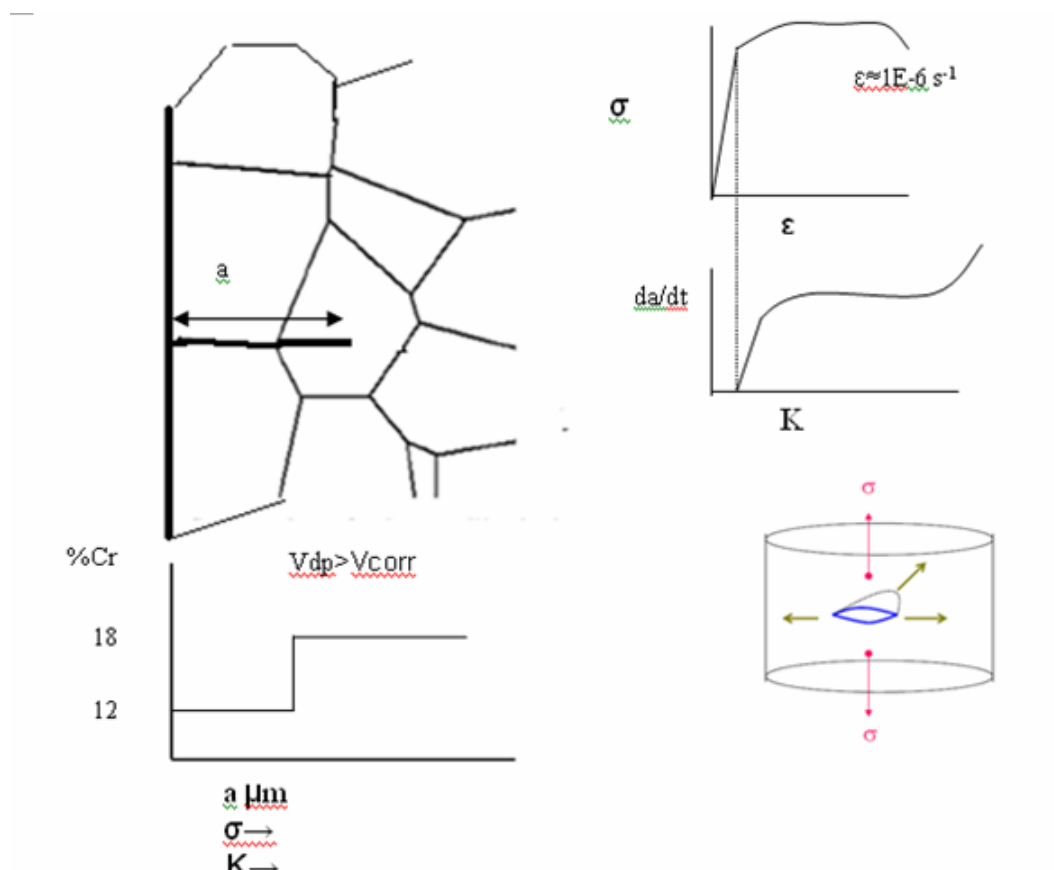 σ
ε≈1E-6 s-1
ε
a
da/dt
K
%Cr
Vdp>Vcorr
18
12
a μm
σ→
K→
σ
σ